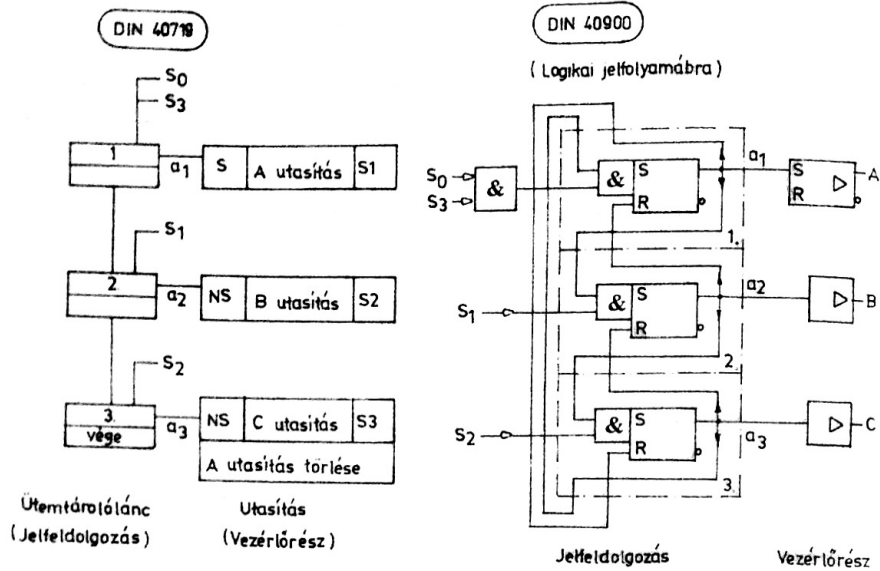 DIN 40719
S0
S3
1
a1
S
A utasítás
S1
S1
2
a2
NS
B utasítás
S2
S2
3.
vége
a3
NS
C utasítás
S3
A utasítás törlése
Ütemtárolólánc
(Jelfeldolgozás)
Utasítás
(Vezérlőrész)
DIN 40900
(Logikai jelfolyamábra)
S0
S3
&
&
S
R
a1
S
R
A
1.
S1
&
S
R
a2
B
2.
S2
&
S
R
a3
C
3.
Jelfeldolgozás
Vezérlőrész